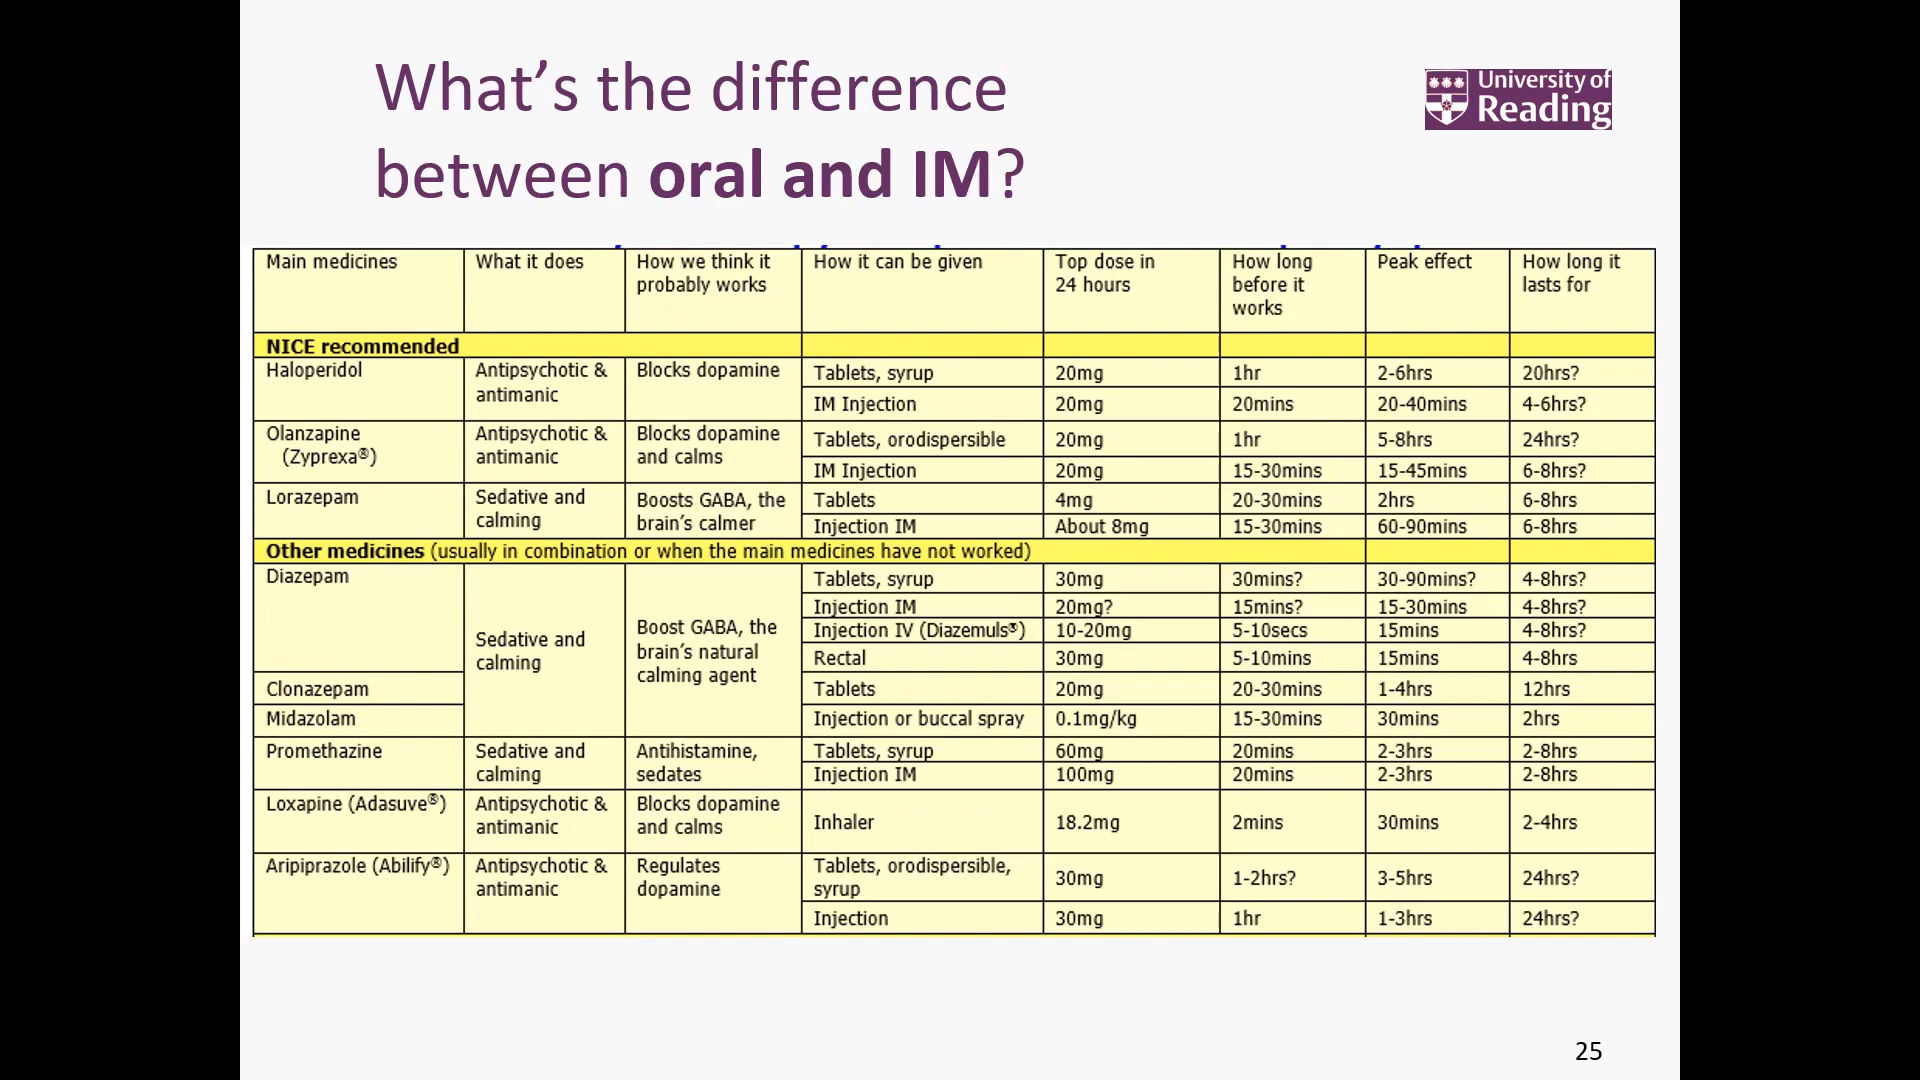 What’s the difference
between oral and IM?
University of
Reading
Main medicines What it does How we think it probably works How it can be given Top dose in 24 hours How long before it works Peak effect How long it lasts for
NICE recommended
Haloperidol Antipsychotic & antimanic Blocks dopamine Tablets, syrup 20mg 1hr 2-6hrs 20hrs?
IM Injection 20mg 20mins 20-40mins 4-6hrs?
Olanzapine (Zyprexa®) Antipsychotic & antimanic Blocks dopamine and calms Tablets, orodispersible 20mg 1hr 5-8hrs 24hrs?
IM Injection 20mg 15-30mins 15-45mins 6-8hrs?
Lorazepam Sedative and calming Boosts GABA, the brain’s calmer Tablets 4mg 20-30mins 2hrs 6-8hrs
Injection IM About 8mg 15-30mins 60-90mins 6-8hrs
Other medicines (usually in combination or when the main medicines have not worked)
Diazepam Sedative and calming Boost GABA, the brain’s natural calming agent Tablets, syrup 30mg 30mins? 30-90mins? 4-8hrs?
Injection IM 20mg? 15mins? 15-30mins 4-8hrs?
Injection IV (Diazemuls®) 10-20mg 5-10secs 15mins 4-8hrs?
Rectal 30mg 5-10mins 15mins 4-8hrs
Clonazepam Tablets 20mg 20-30mins 1-4hrs 12hrs
Midazolam Injection or buccal spray 0.1mg/kg 15-30mins 30mins 2hrs
Promethazine Sedative and calming Antihistamine, sedates Tablets, syrup 60mg 20mins 2-3hrs 2-8hrs
Injection IM 100mg 20mins 2-3hrs 2-8hrs
Loxapine (Adasuve®) Antipsychotic & antimanic Blocks dopamine and calms Inhaler 18.2mg 2mins 30mins 2-4hrs
Aripiprazole (Abilify®) Antipsychotic & antimanic Regulates dopamine Tablets, orodispersible, syrup 30mg 1-2hrs? 3-5hrs 24hrs?
Injection 30mg 1hr 1-3hrs 24hrs?
25